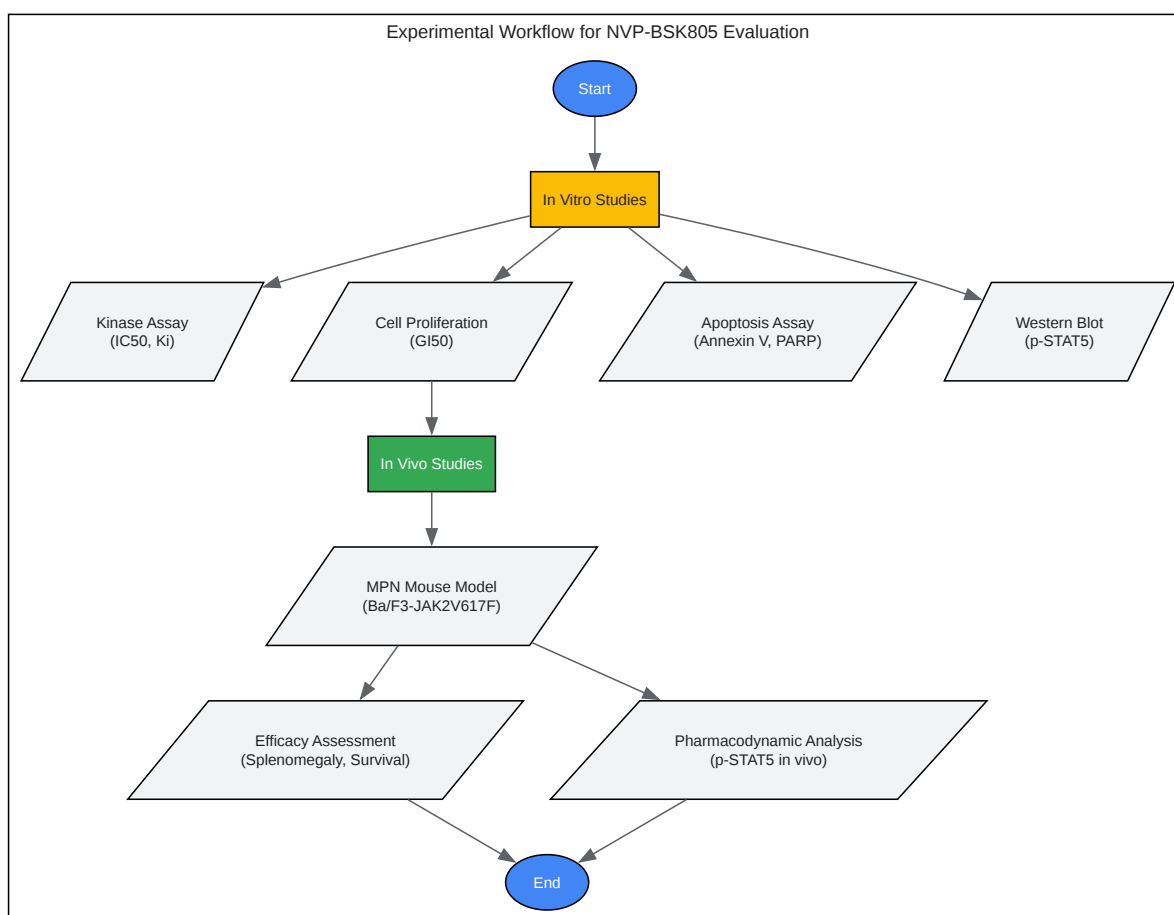 Experimental Workflow for NVP-BSK805 Evaluation
Start
In Vitro Studies
Kinase Assay
(IC50, Ki)
Cell Proliferation
(GI50)
Apoptosis Assay
(Annexin V, PARP)
Western Blot
(p-STAT5)
In Vivo Studies
MPN Mouse Model
(Ba/F3-JAK2V617F)
Efficacy Assessment
(Splenomegaly, Survival)
Pharmacodynamic Analysis
(p-STAT5 in vivo)
End